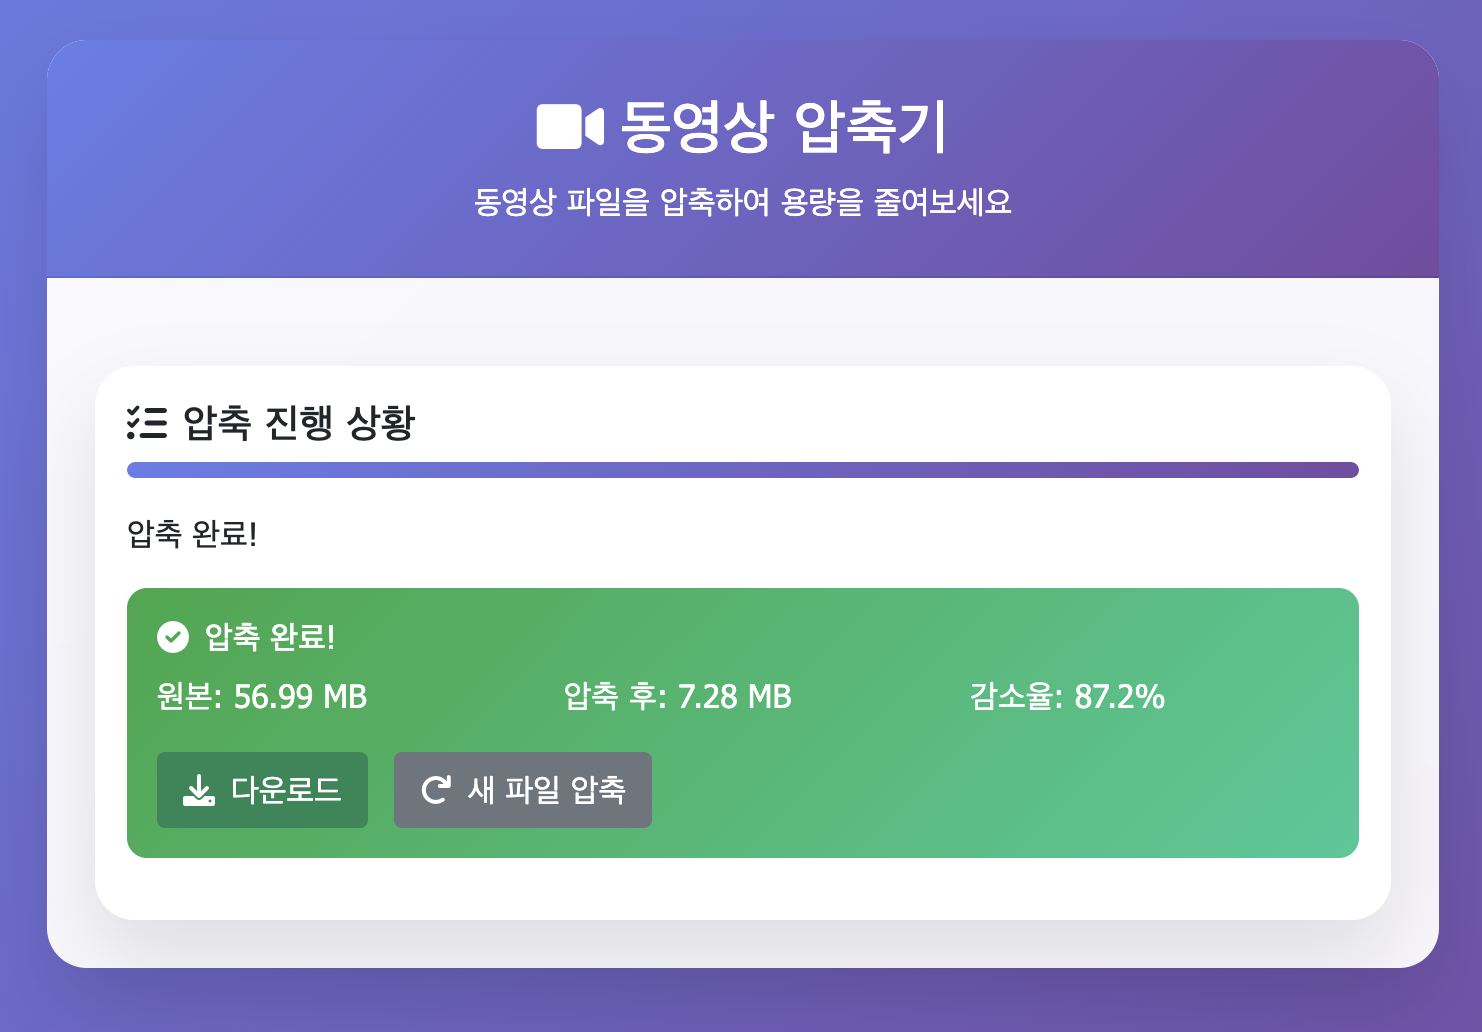 동영상 압축기
동영상 파일을 압축하여 용량을 줄여보세요
압축 진행 상황
압축 완료!
압축 완료!
원본: 56.99 MB 압축 후: 7.28 MB 감소율: 87.2%
다운로드 새 파일 압축